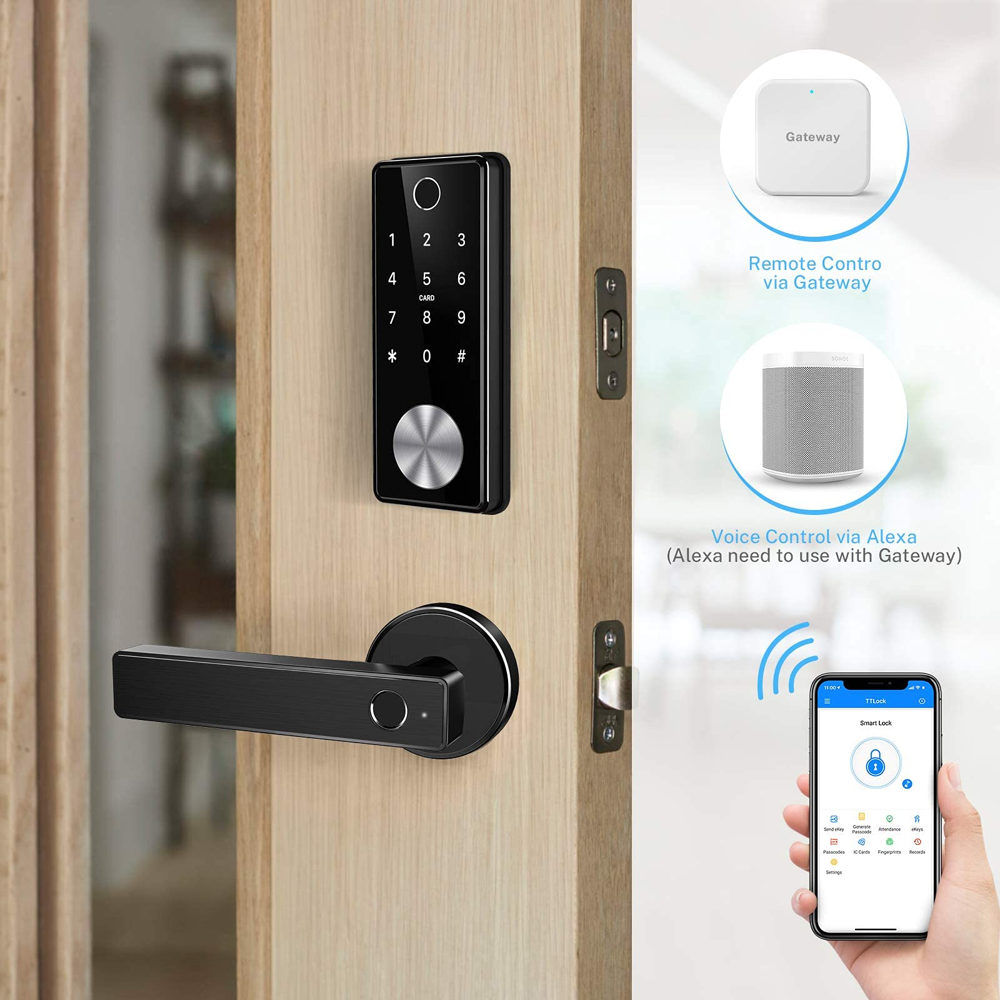 1 2 3
4 5 6
CARD
7 8 9
* 0 #
Gateway
Remote Contro
via Gateway
SONOS
Voice Control via Alexa
(Alexa need to use with Gateway)
11:00
TTLock
Smart Lock
Send eKey
Generate
Passcode
Attendance
eKeys
Passcodes
IC Cards
Fingerprints
Records
Settings